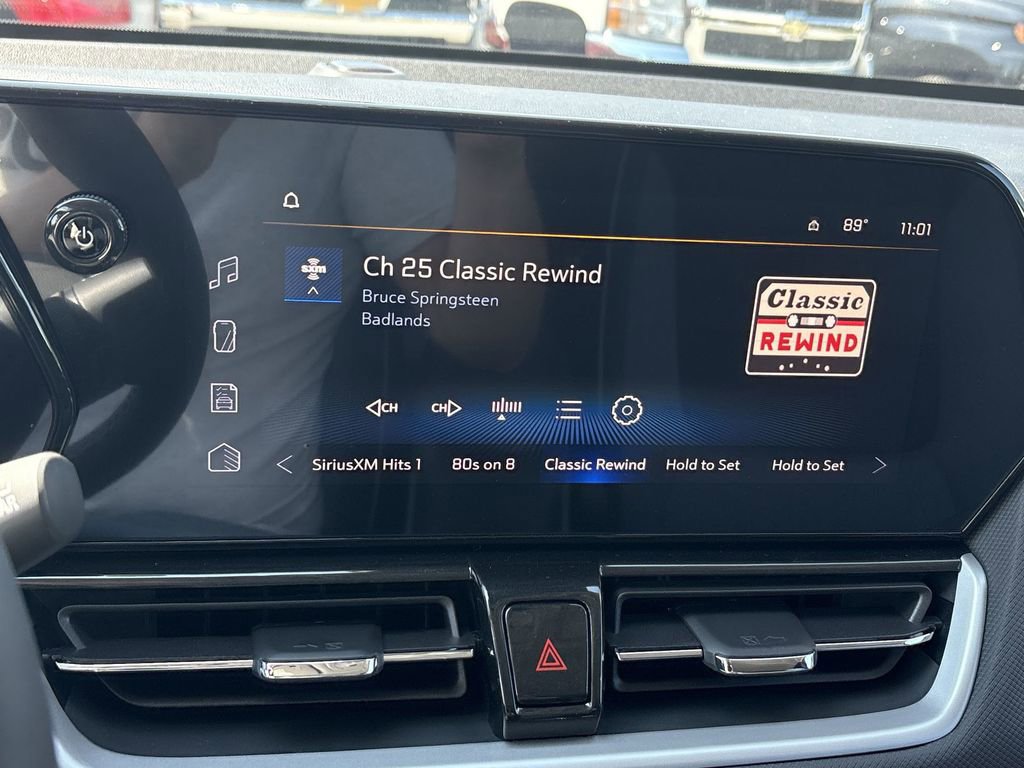 89° 11:01
sxm
Ch 25 Classic Rewind
Bruce Springsteen
Badlands
Classic
REWIND
CH CH
SiriusXM Hits 1 80s on 8 Classic Rewind Hold to Set Hold to Set